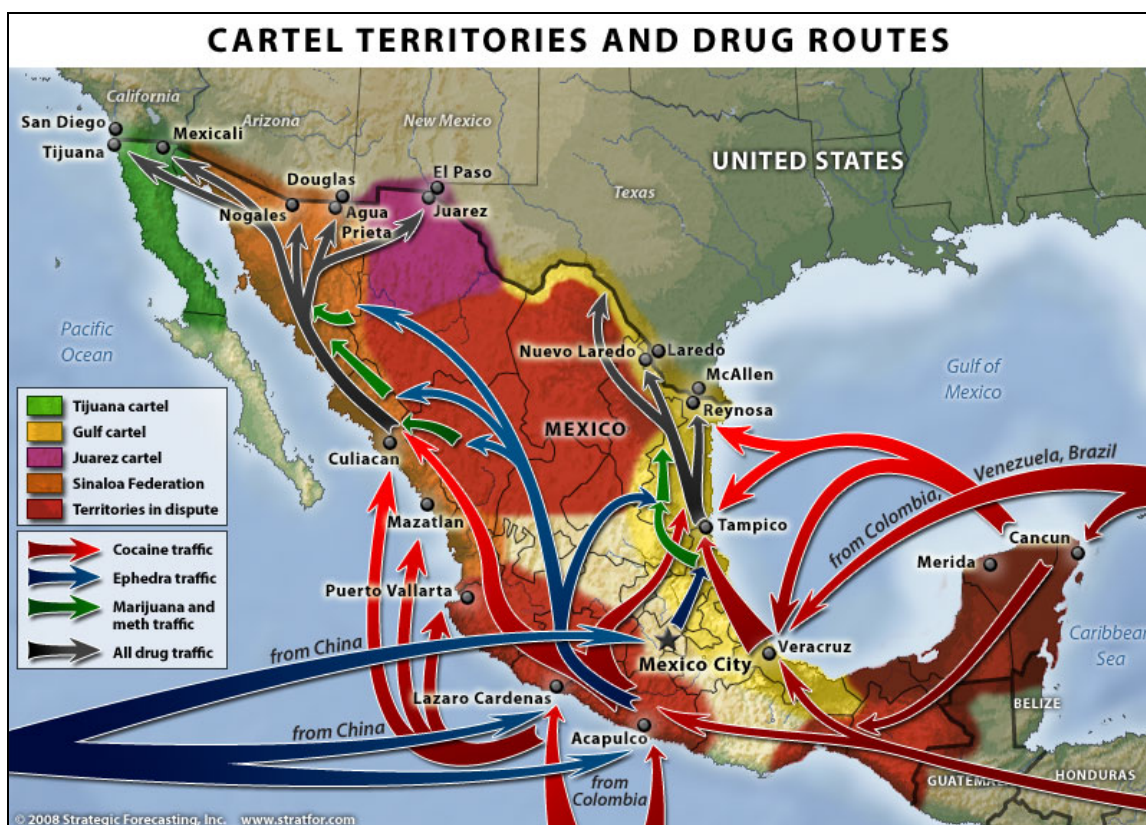 CARTEL TERRITORIES AND DRUG ROUTES
California
San Diego
Mexicali
Tijuana
Arizona
New Mexico
Douglas
El Paso
Nogales
Agua
Prieta
Juarez
UNITED STATES
Texas
Pacific
Ocean
Nuevo Laredo
Laredo
McAllen
Reynosa
Gulf of
Mexico
Tijuana cartel
Gulf cartel
Juarez cartel
Sinaloa Federation
Territories in dispute
MEXICO
Culiacan
Mazatlan
Tampico
from Colombia, Venezuela, Brazil
Cancun
Merida
Cocaine traffic
Ephedra traffic
Marijuana and
meth traffic
All drug traffic
Puerto Vallarta
from China
Mexico City
Veracruz
Caribbean
Sea
Lazaro Cardenas
from China
Acapulco
from
Colombia
BELIZE
GUATEMALA
HONDURAS
© 2008 Strategic Forecasting, Inc. www.stratfor.com